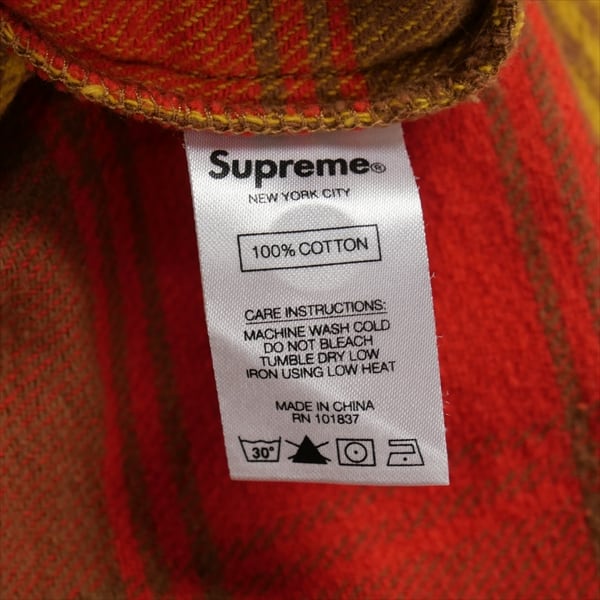 Supreme®
NEW YORK CITY
100% COTTON
CARE INSTRUCTIONS:
MACHINE WASH COLD
DO NOT BLEACH
TUMBLE DRY LOW
IRON USING LOW HEAT
MADE IN CHINA
RN 101837
30°